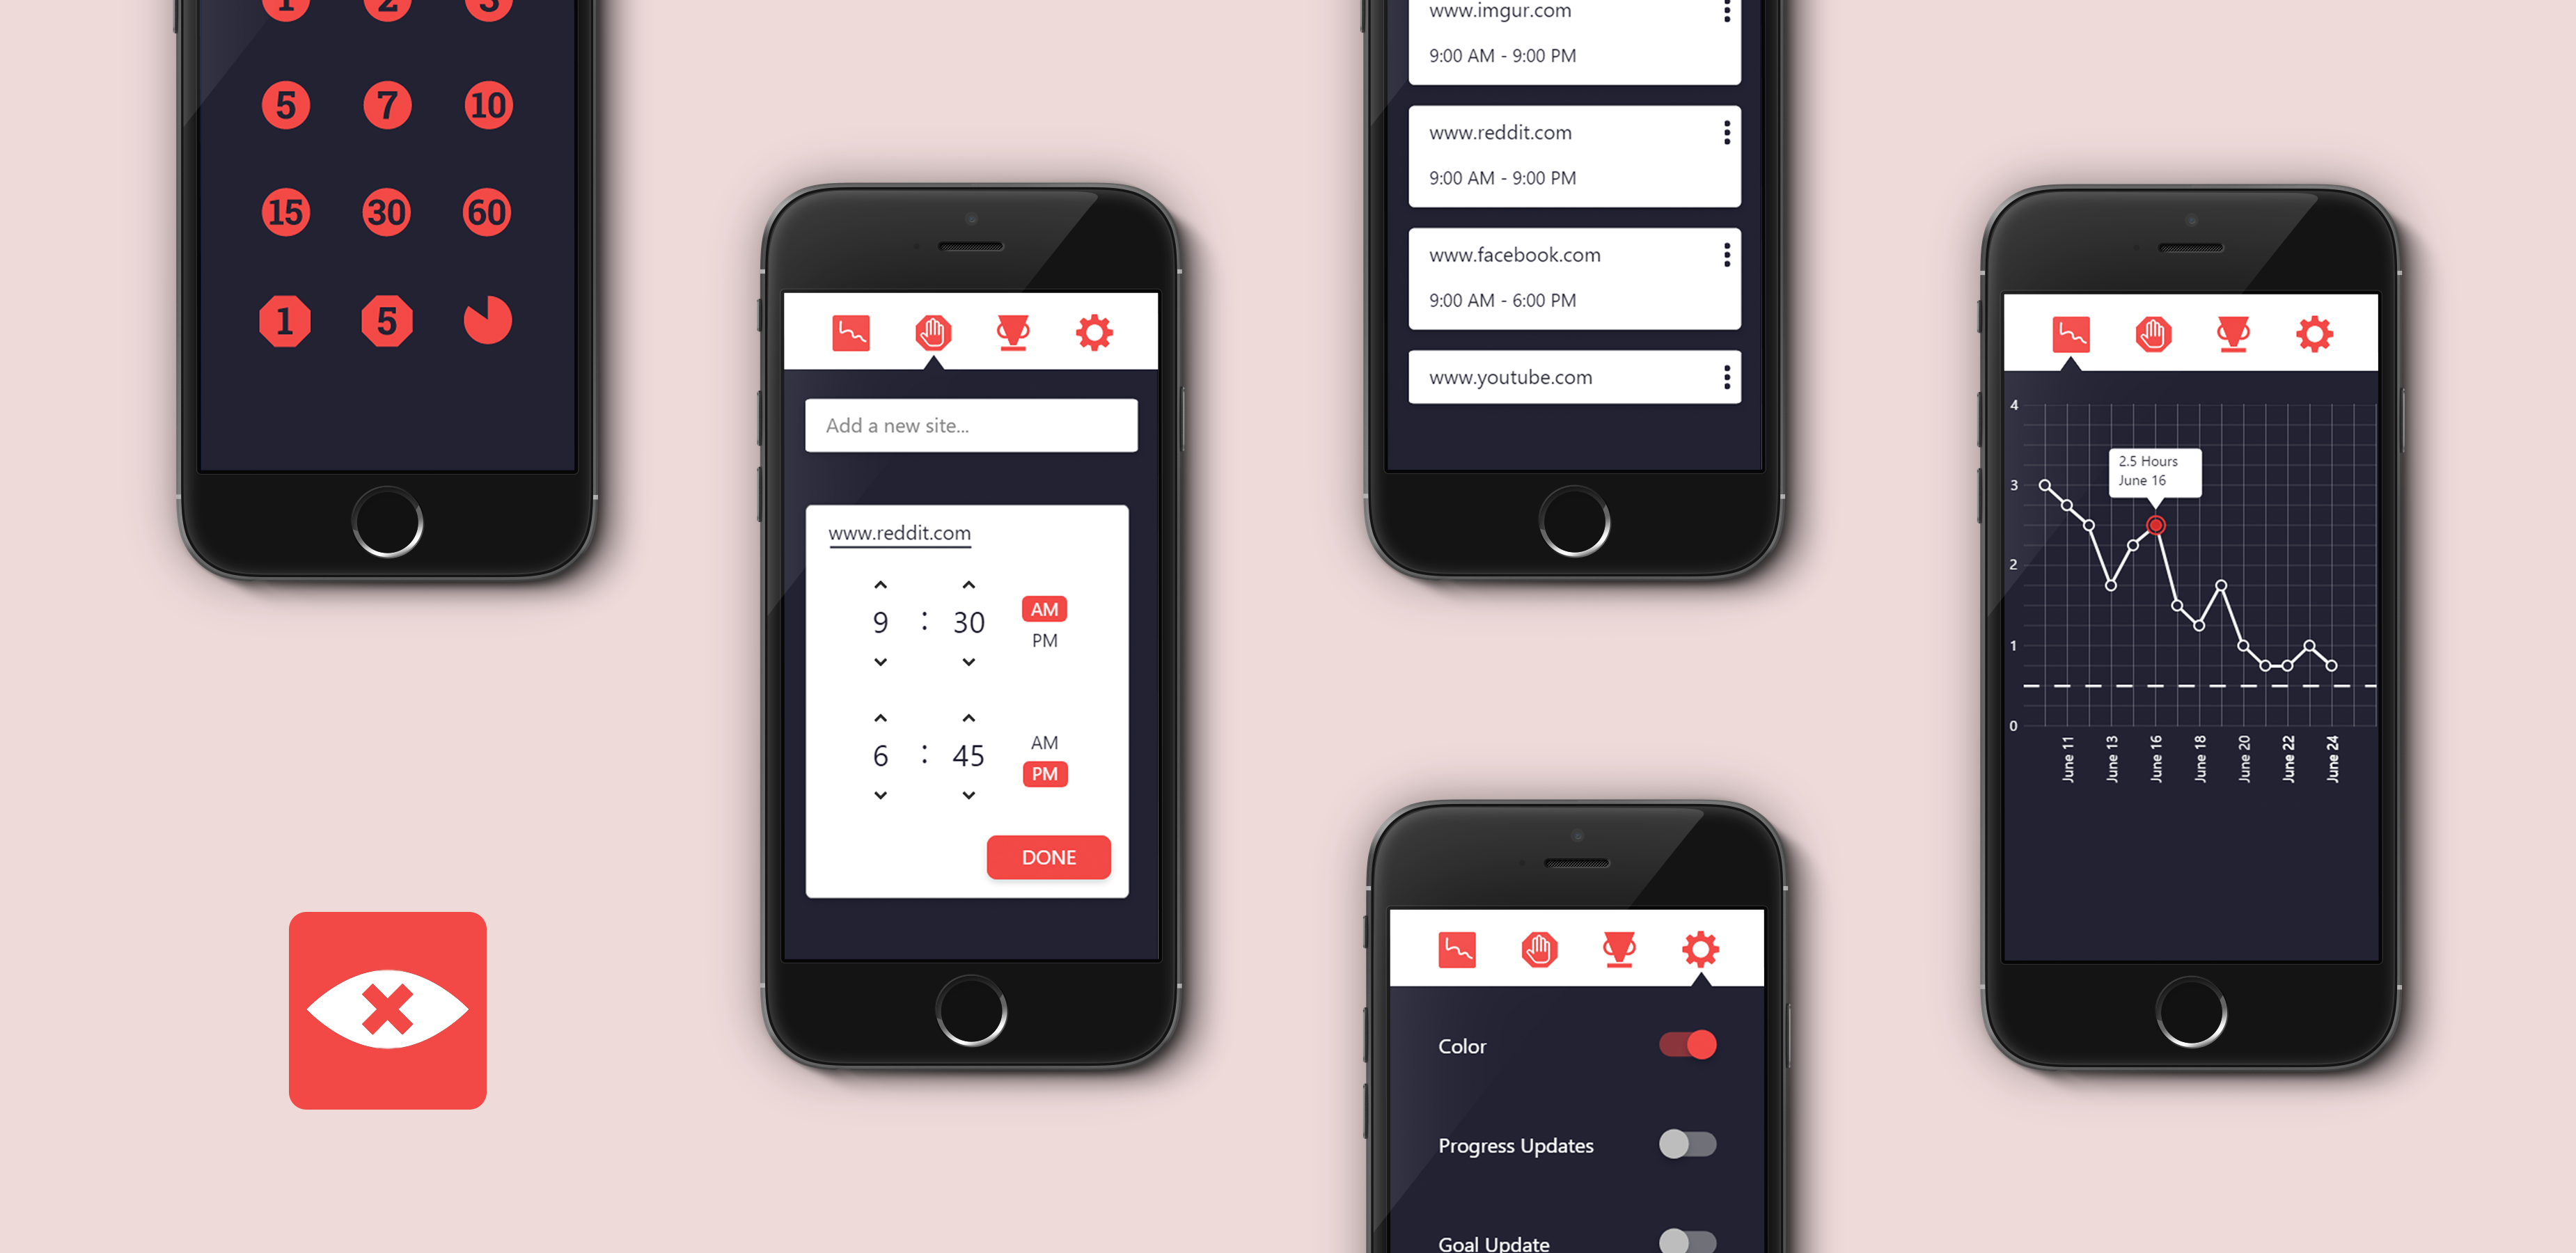 1 2 3
5 7 10
15 30 60
1 5
Add a new site...
www.reddit.com
9 : 30
AM
PM
6 : 45
AM
PM
DONE
www.imgur.com
9:00 AM - 9:00 PM
www.reddit.com
9:00 AM - 9:00 PM
www.facebook.com
9:00 AM - 6:00 PM
www.youtube.com
Color
Progress Updates
Goal Update
4
2.5 Hours
June 16
3
2
1
0
June 11
June 13
June 16
June 18
June 20
June 22
June 24